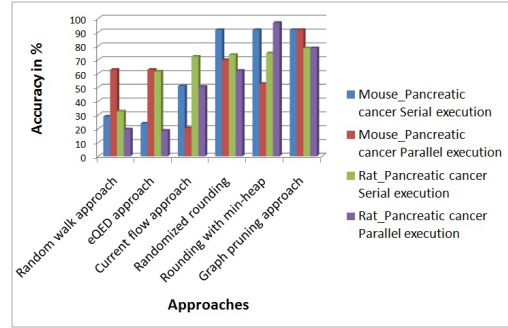 Accuracy in %
100
90
80
70
60
50
40
30
20
10
0
Random walk approach
eQED approach
Current flow approach
Randomized rounding
Rounding with min-heap
Graph pruning approach
Approaches
Mouse_Pancreatic
cancer Serial execution
Mouse_Pancreatic
cancer Parallel execution
Rat_Pancreatic cancer
Serial execution
Rat_Pancreatic cancer
Parallel execution